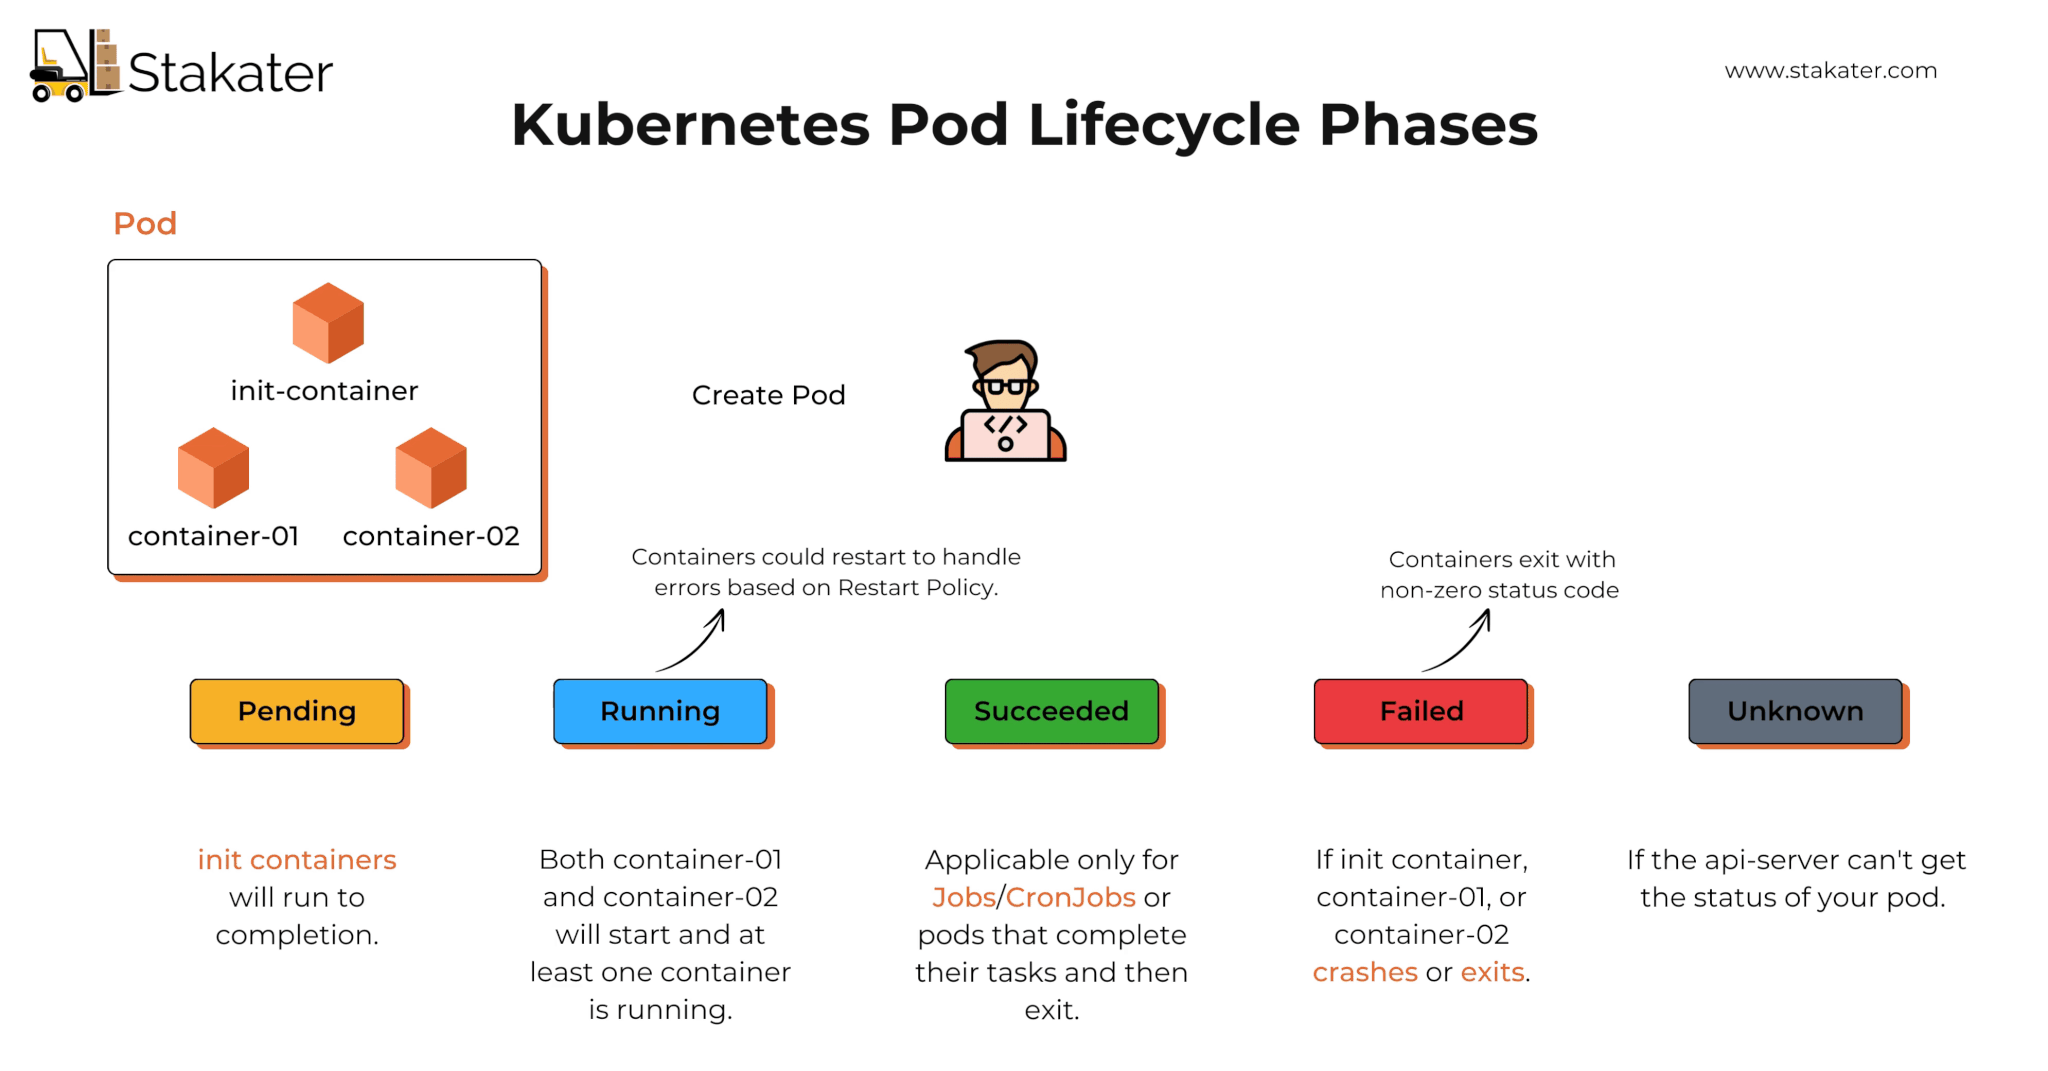 Stakater
www.stakater.com
Kubernetes Pod Lifecycle Phases
Pod
init-container
container-01
container-02
Create Pod
</>
Containers could restart to handle
errors based on Restart Policy.
Containers exit with
non-zero status code
Pending
Running
Succeeded
Failed
Unknown
init containers
will run to
completion.
Both container-01
and container-02
will start and at
least one container
is running.
Applicable only for
Jobs/CronJobs or
pods that complete
their tasks and then
exit.
If init container,
container-01, or
container-02
crashes or exits.
If the api-server can't get
the status of your pod.